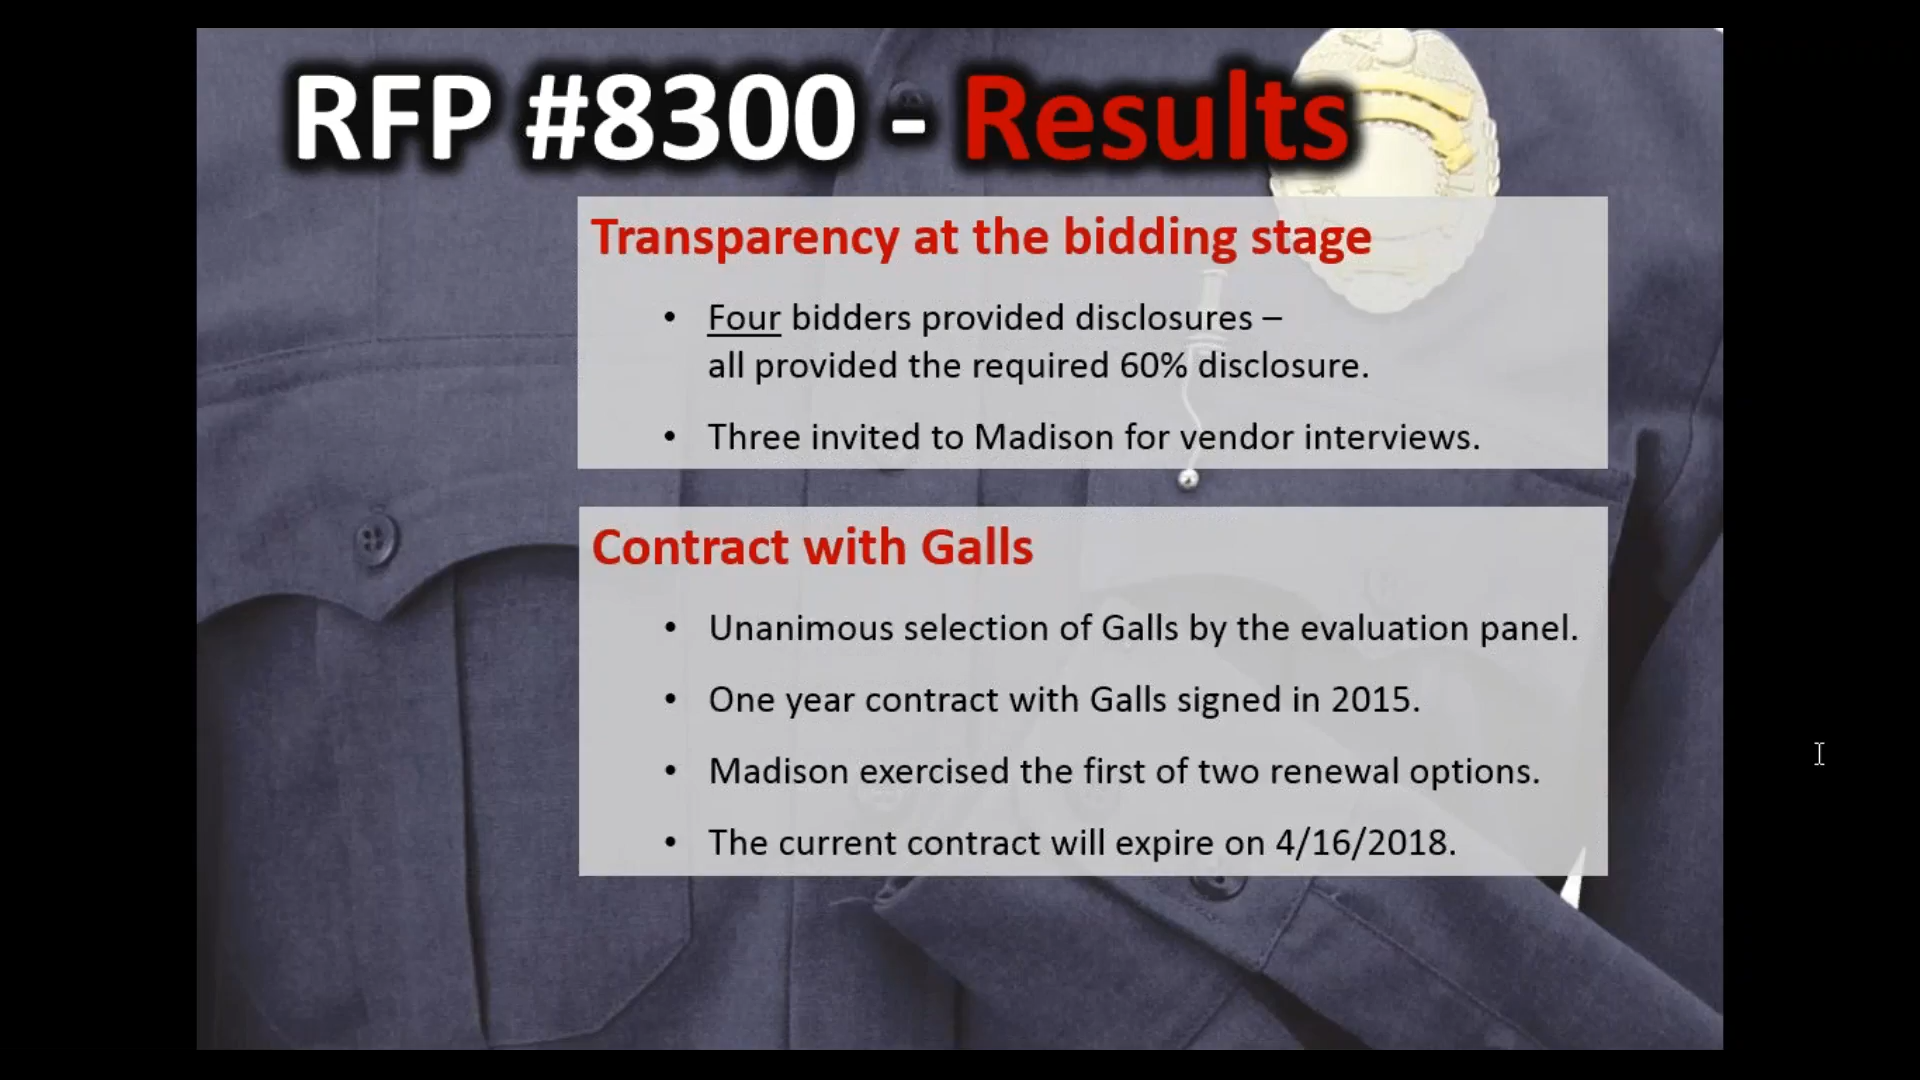 RFP #8300 - Results
Transparency at the bidding stage
• Four bidders provided disclosures –
all provided the required 60% disclosure.
• Three invited to Madison for vendor interviews.
Contract with Galls
• Unanimous selection of Galls by the evaluation panel.
• One year contract with Galls signed in 2015.
• Madison exercised the first of two renewal options.
• The current contract will expire on 4/16/2018.